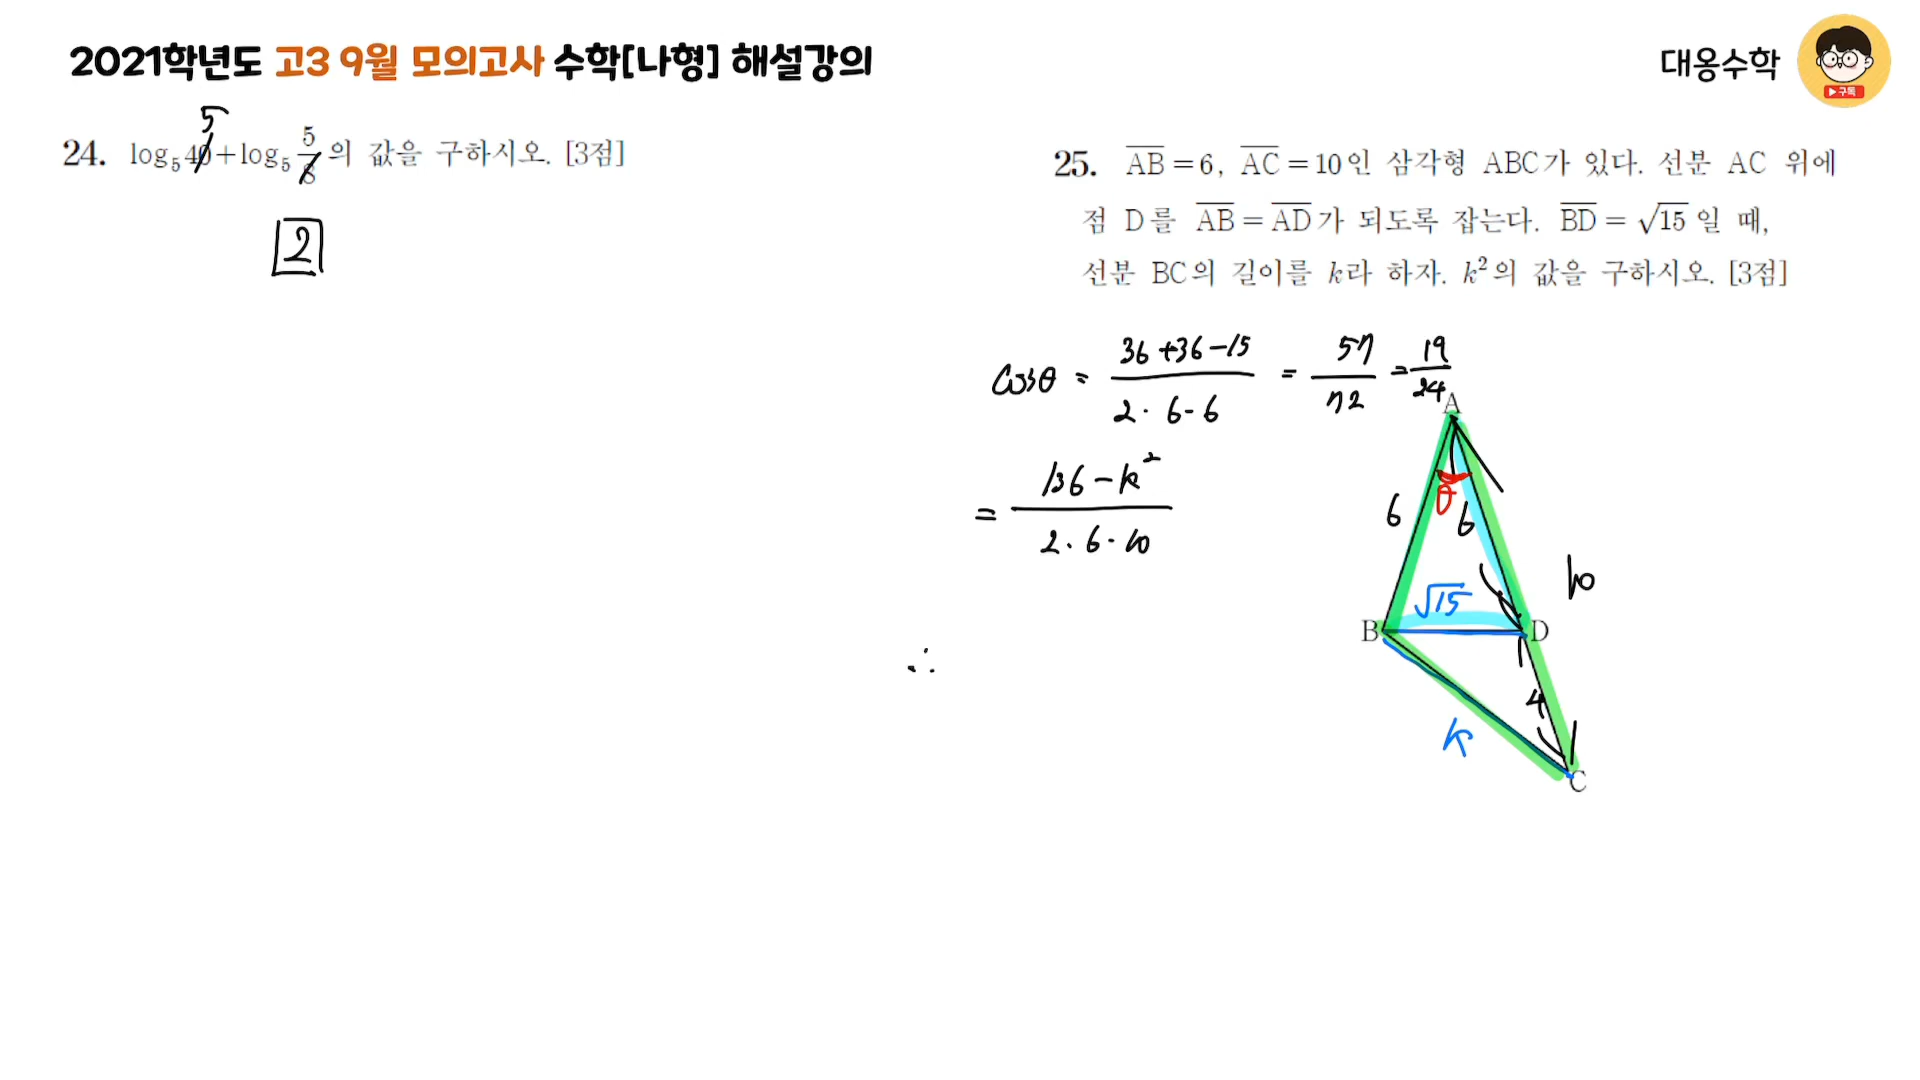 2021학년도 고3 9월 모의고사 수학[나형] 해설강의
대옹수학
구독
5
24. log₅40+log₅ 5/8 의 값을 구하시오. [3점]
2
25. AB=6, AC=10인 삼각형 ABC가 있다. 선분 AC 위에
점 D를 AB=AD가 되도록 잡는다. BD=√15 일 때,
선분 BC의 길이를 k라 하자. k²의 값을 구하시오. [3점]
cosθ = (36+36-15)/(2·6·6) = 57/72 = 19/24
= (136-k²)/(2·6·10)
∴
A
6
θ
6
10
√15
B
D
4
k
C